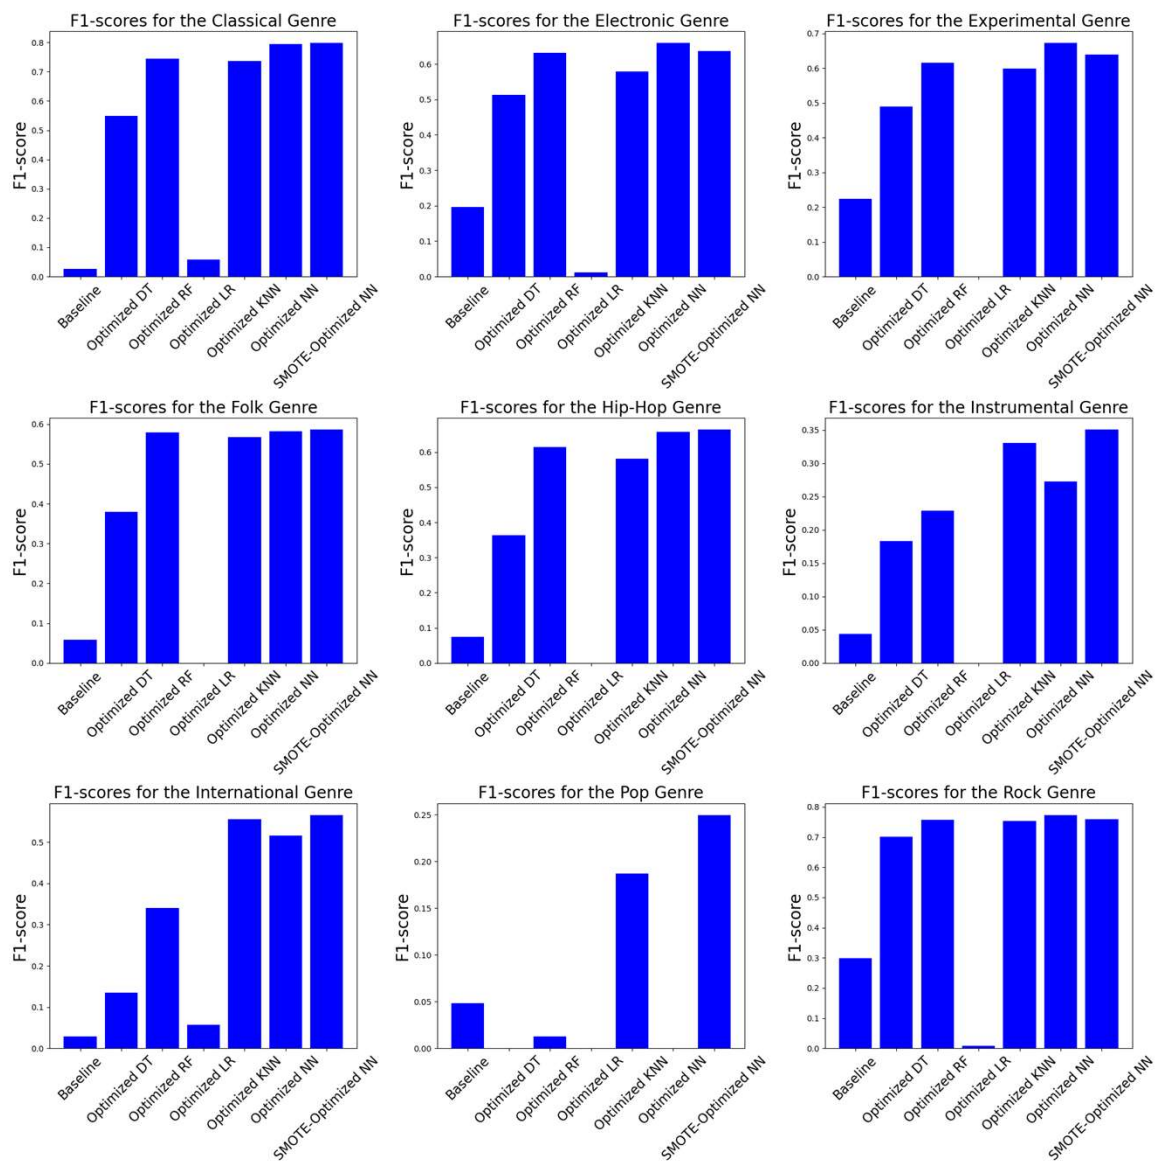 F1-scores for the Classical Genre
F1-score
0.8
0.7
0.6
0.5
0.4
0.3
0.2
0.1
0.0
Baseline
Optimized DT
Optimized RF
Optimized LR
Optimized KNN
Optimized NN
SMOTE-Optimized NN
F1-scores for the Electronic Genre
F1-score
0.6
0.5
0.4
0.3
0.2
0.1
0.0
Baseline
Optimized DT
Optimized RF
Optimized LR
Optimized KNN
Optimized NN
SMOTE-Optimized NN
F1-scores for the Experimental Genre
F1-score
0.7
0.6
0.5
0.4
0.3
0.2
0.1
0.0
Baseline
Optimized DT
Optimized RF
Optimized LR
Optimized KNN
Optimized NN
SMOTE-Optimized NN
F1-scores for the Folk Genre
F1-score
0.6
0.5
0.4
0.3
0.2
0.1
0.0
Baseline
Optimized DT
Optimized RF
Optimized LR
Optimized KNN
Optimized NN
SMOTE-Optimized NN
F1-scores for the Hip-Hop Genre
F1-score
0.6
0.5
0.4
0.3
0.2
0.1
0.0
Baseline
Optimized DT
Optimized RF
Optimized LR
Optimized KNN
Optimized NN
SMOTE-Optimized NN
F1-scores for the Instrumental Genre
F1-score
0.35
0.30
0.25
0.20
0.15
0.10
0.05
0.00
Baseline
Optimized DT
Optimized RF
Optimized LR
Optimized KNN
Optimized NN
SMOTE-Optimized NN
F1-scores for the International Genre
F1-score
0.5
0.4
0.3
0.2
0.1
0.0
Baseline
Optimized DT
Optimized RF
Optimized LR
Optimized KNN
Optimized NN
SMOTE-Optimized NN
F1-scores for the Pop Genre
F1-score
0.25
0.20
0.15
0.10
0.05
0.00
Baseline
Optimized DT
Optimized RF
Optimized LR
Optimized KNN
Optimized NN
SMOTE-Optimized NN
F1-scores for the Rock Genre
F1-score
0.8
0.7
0.6
0.5
0.4
0.3
0.2
0.1
0.0
Baseline
Optimized DT
Optimized RF
Optimized LR
Optimized KNN
Optimized NN
SMOTE-Optimized NN